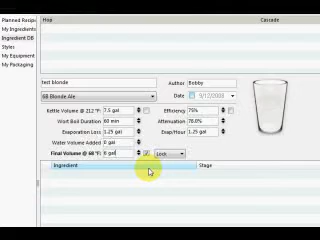 Planned Recipe
Hop Cascade
My Ingredients
Ingredient DB
Styles
My Equipment
My Packaging
test blonde Author: Bobby
6B Blonde Ale Date 9/12/2008
Kettle Volume @ 212 °F: 7.5 gal Efficiency 75%
Wort Boil Duration 60 min Attenuation 76.0%
Evaporation Loss 1.25 gal Evap/Hour 1.25 gal
Water Volume Added 0 gal
Final Volume @ 68 °F: 6 gal Lock
Ingredient Stage